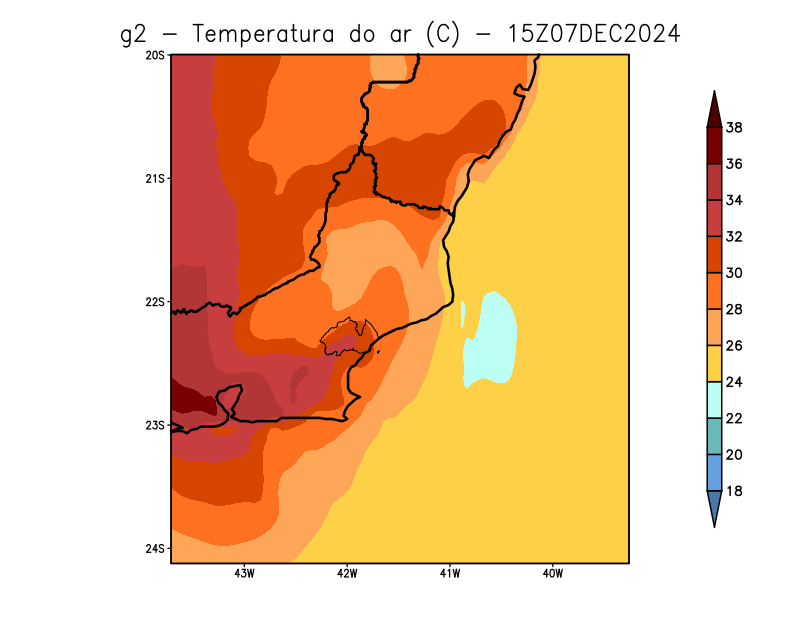 g2 – Temperatura do ar (C) – 15Z07DEC2024
20S
21S
22S
23S
24S
43W
42W
41W
40W
38
36
34
32
30
28
26
24
22
20
18